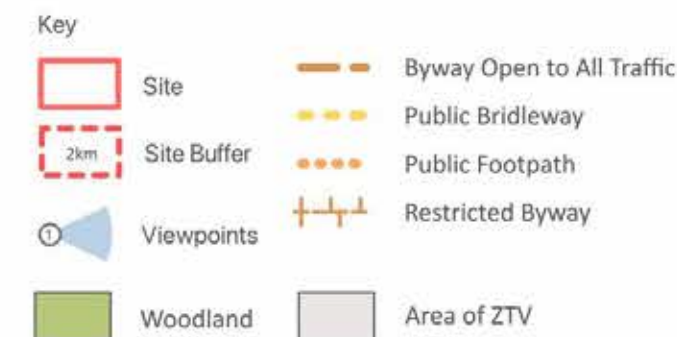 Key
Site
2km
Site Buffer
1
Viewpoints
Woodland
Byway Open to All Traffic
Public Bridleway
Public Footpath
Restricted Byway
Area of ZTV